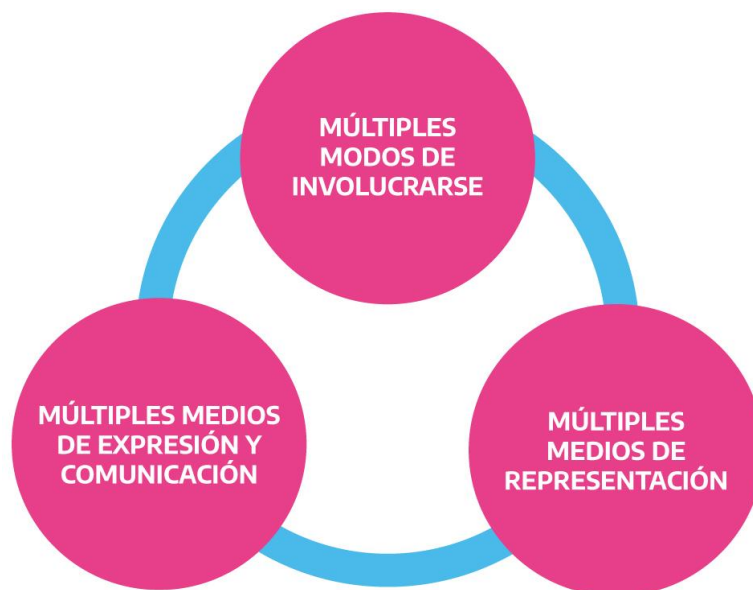 MÚLTIPLES
MODOS DE
INVOLUCRARSE
MÚLTIPLES MEDIOS
DE EXPRESIÓN Y
COMUNICACIÓN
MÚLTIPLES
MEDIOS DE
REPRESENTACIÓN